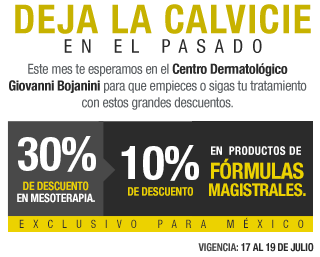 DEJA LA CALVICIE
EN EL PASADO
Este mes te esperamos en el Centro Dermatológico
Giovanni Bojanini para que empieces o sigas tu tratamiento
con estos grandes descuentos.
30%
DE DESCUENTO
EN MESOTERAPIA.
10%
DE DESCUENTO
EN PRODUCTOS DE
FÓRMULAS
MAGISTRALES.
EXCLUSIVO PARA MÉXICO
VIGENCIA: 17 AL 19 DE JULIO